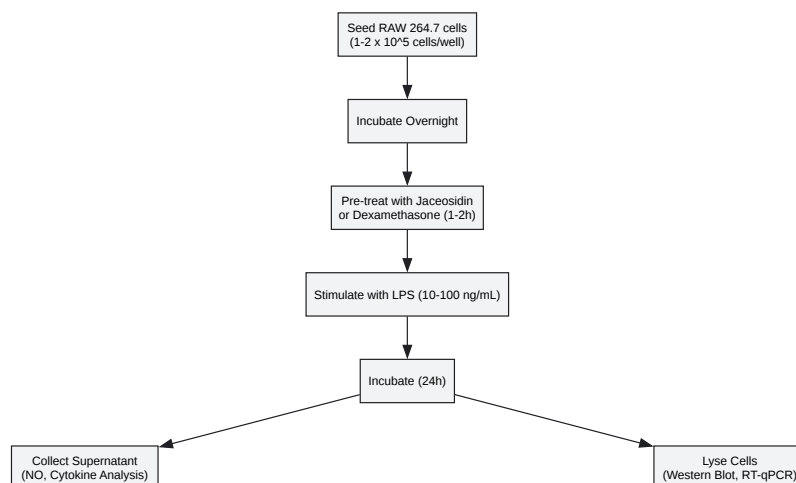 Seed RAW 264.7 cells
(1-2 x 10^5 cells/well)
Incubate Overnight
Pre-treat with Jaceosidin
or Dexamethasone (1-2h)
Stimulate with LPS (10-100 ng/mL)
Incubate (24h)
Collect Supernatant
(NO, Cytokine Analysis)
Lyse Cells
(Western Blot, RT-qPCR)